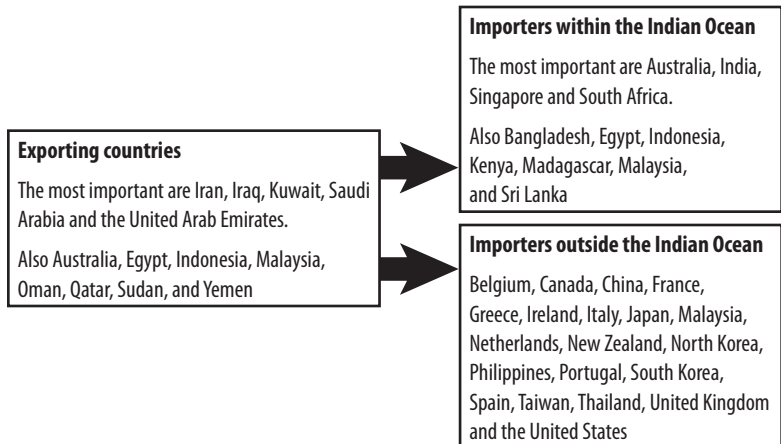 Exporting countries
The most important are Iran, Iraq, Kuwait, Saudi
Arabia and the United Arab Emirates.
Also Australia, Egypt, Indonesia, Malaysia,
Oman, Qatar, Sudan, and Yemen
Importers within the Indian Ocean
The most important are Australia, India,
Singapore and South Africa.
Also Bangladesh, Egypt, Indonesia,
Kenya, Madagascar, Malaysia,
and Sri Lanka
Importers outside the Indian Ocean
Belgium, Canada, China, France,
Greece, Ireland, Italy, Japan, Malaysia,
Netherlands, New Zealand, North Korea,
Philippines, Portugal, South Korea,
Spain, Taiwan, Thailand, United Kingdom
and the United States